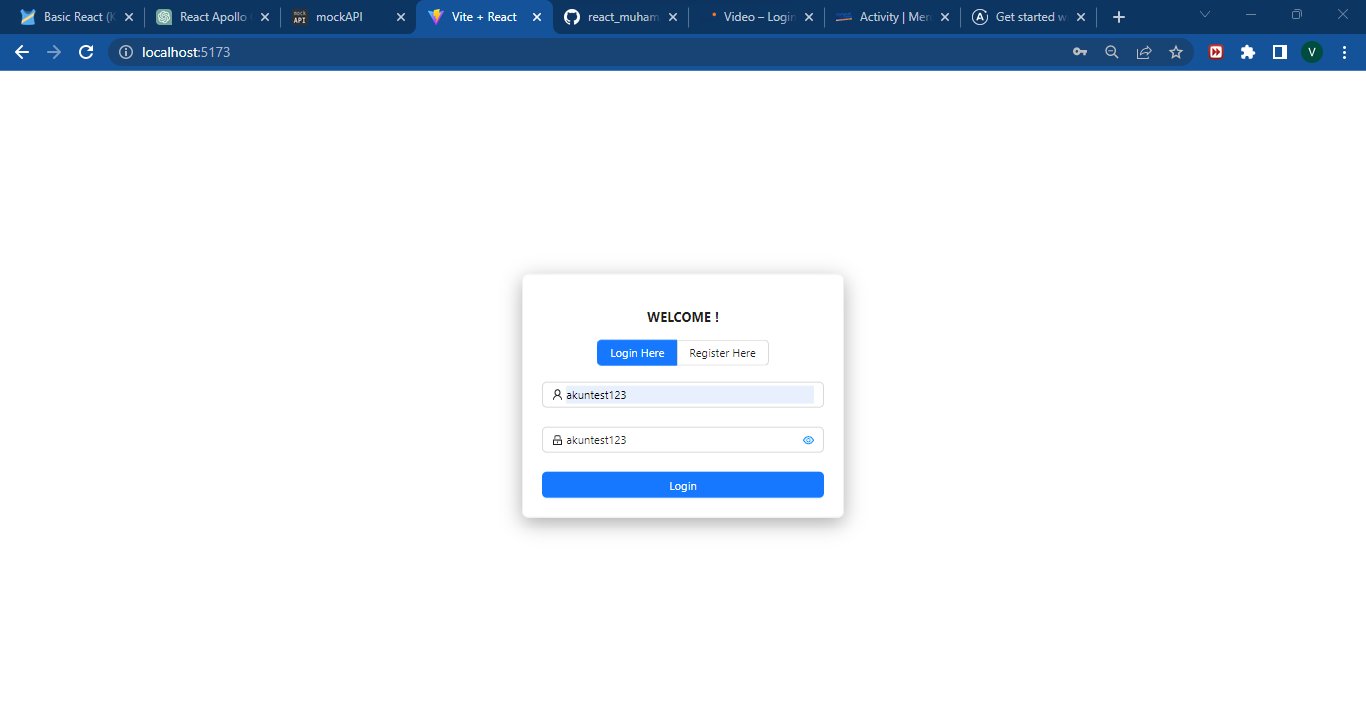 Basic React (K
React Apollo
mock API
mockAPI
Vite + React
react_muham
Video – Login
Activity | Men
A
Get started w
localhost:5173
V
WELCOME !
Login Here
Register Here
akuntest123
akuntest123
Login